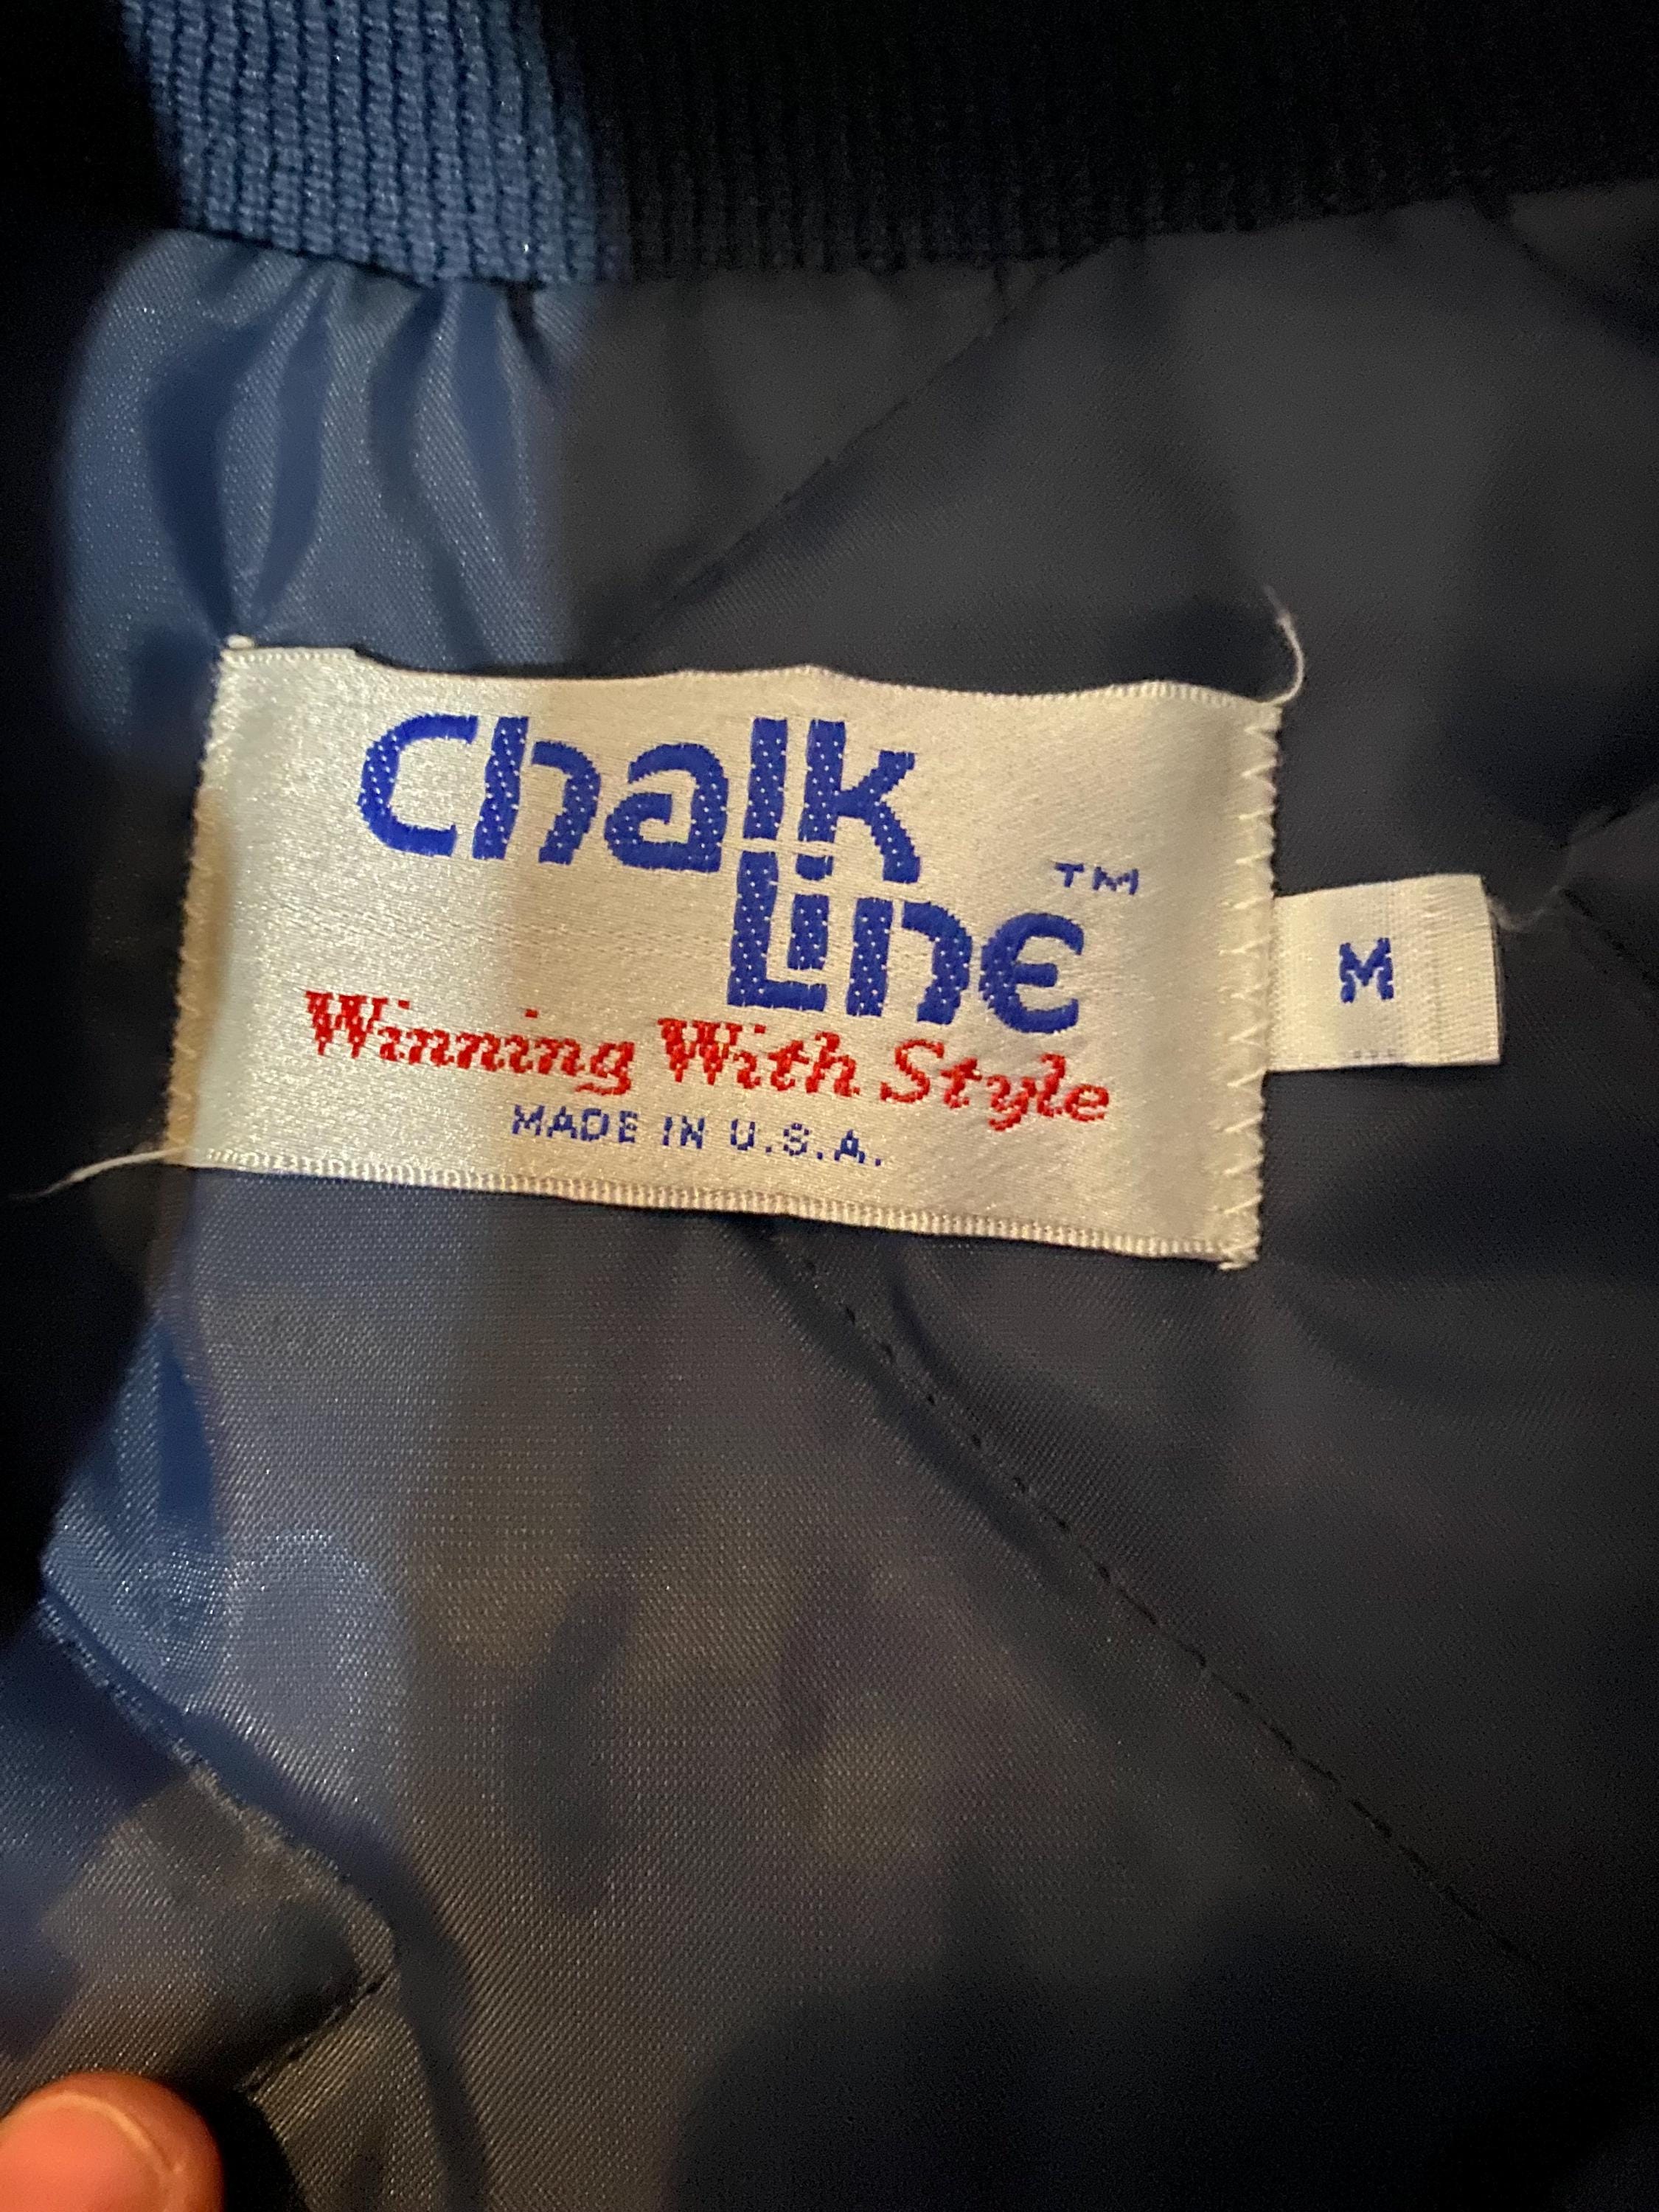 Chalk
Line™
Winning With Style
MADE IN U.S.A.
M